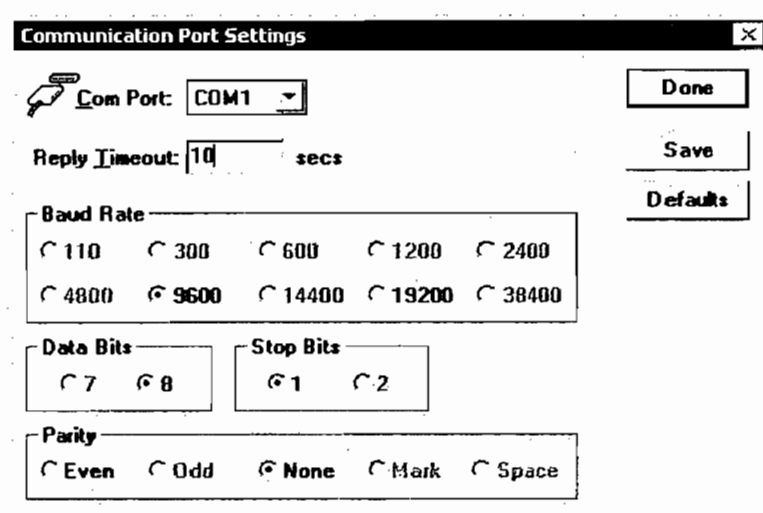 Communication Port Settings
Com Port: COM1
Done
Reply Timeout: 10 secs
Save
Defaults
Baud Rate
110 300 600 1200 2400
4800 9600 14400 19200 38400
Data Bits Stop Bits
7 8 1 2
Parity
Even Odd None Mark Space